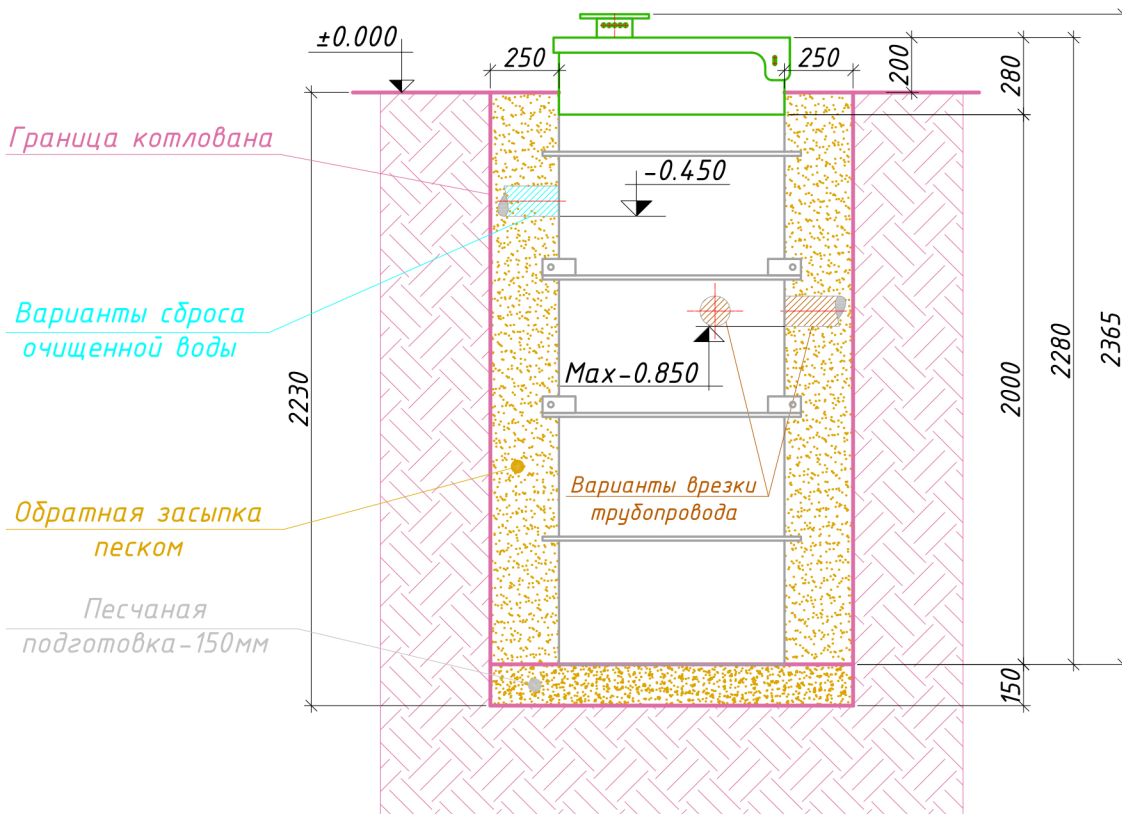 ±0.000
250
250
200
280
Граница котлована
-0.450
Варианты сброса
очищенной воды
2230
Max-0.850
2000
2280
2365
Варианты врезки
трубопровода
Обратная засыпка
песком
Песчаная
подготовка-150мм
150